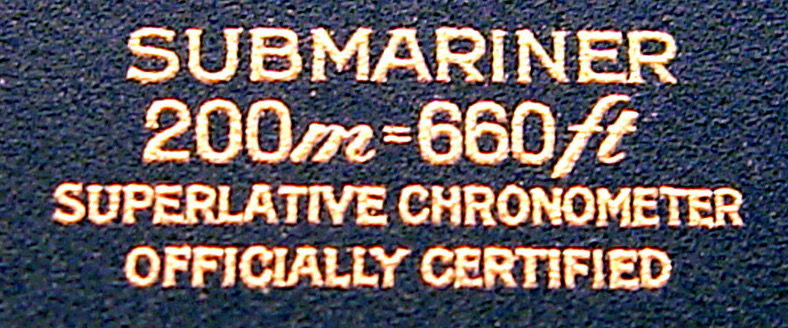 SUBMARINER
200m=660ft
SUPERLATIVE CHRONOMETER
OFFICIALLY CERTIFIED